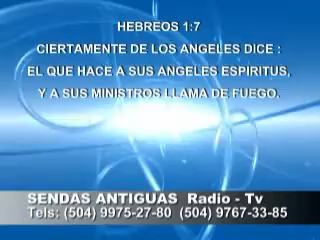 HEBREOS 1:7
CIERTAMENTE DE LOS ANGELES DICE :
EL QUE HACE A SUS ANGELES ESPIRITUS,
Y A SUS MINISTROS LLAMA DE FUEGO.
SENDAS ANTIGUAS Radio - Tv
Tels: (504) 9975-27-80 (504) 9767-33-85